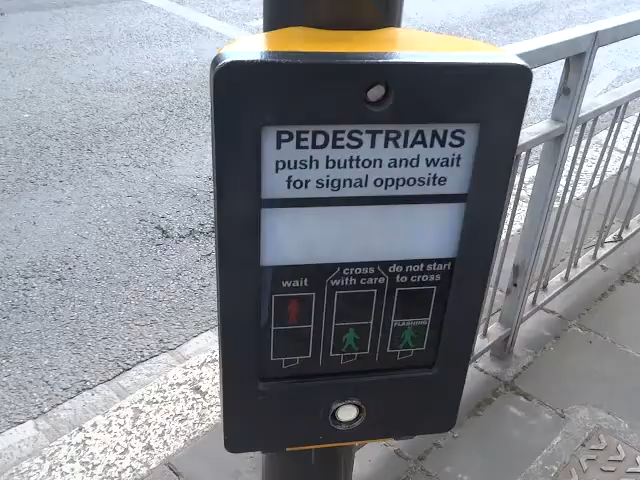 PEDESTRIANS
push button and wait
for signal opposite
wait
cross
with care
do not start
to cross
FLASHING